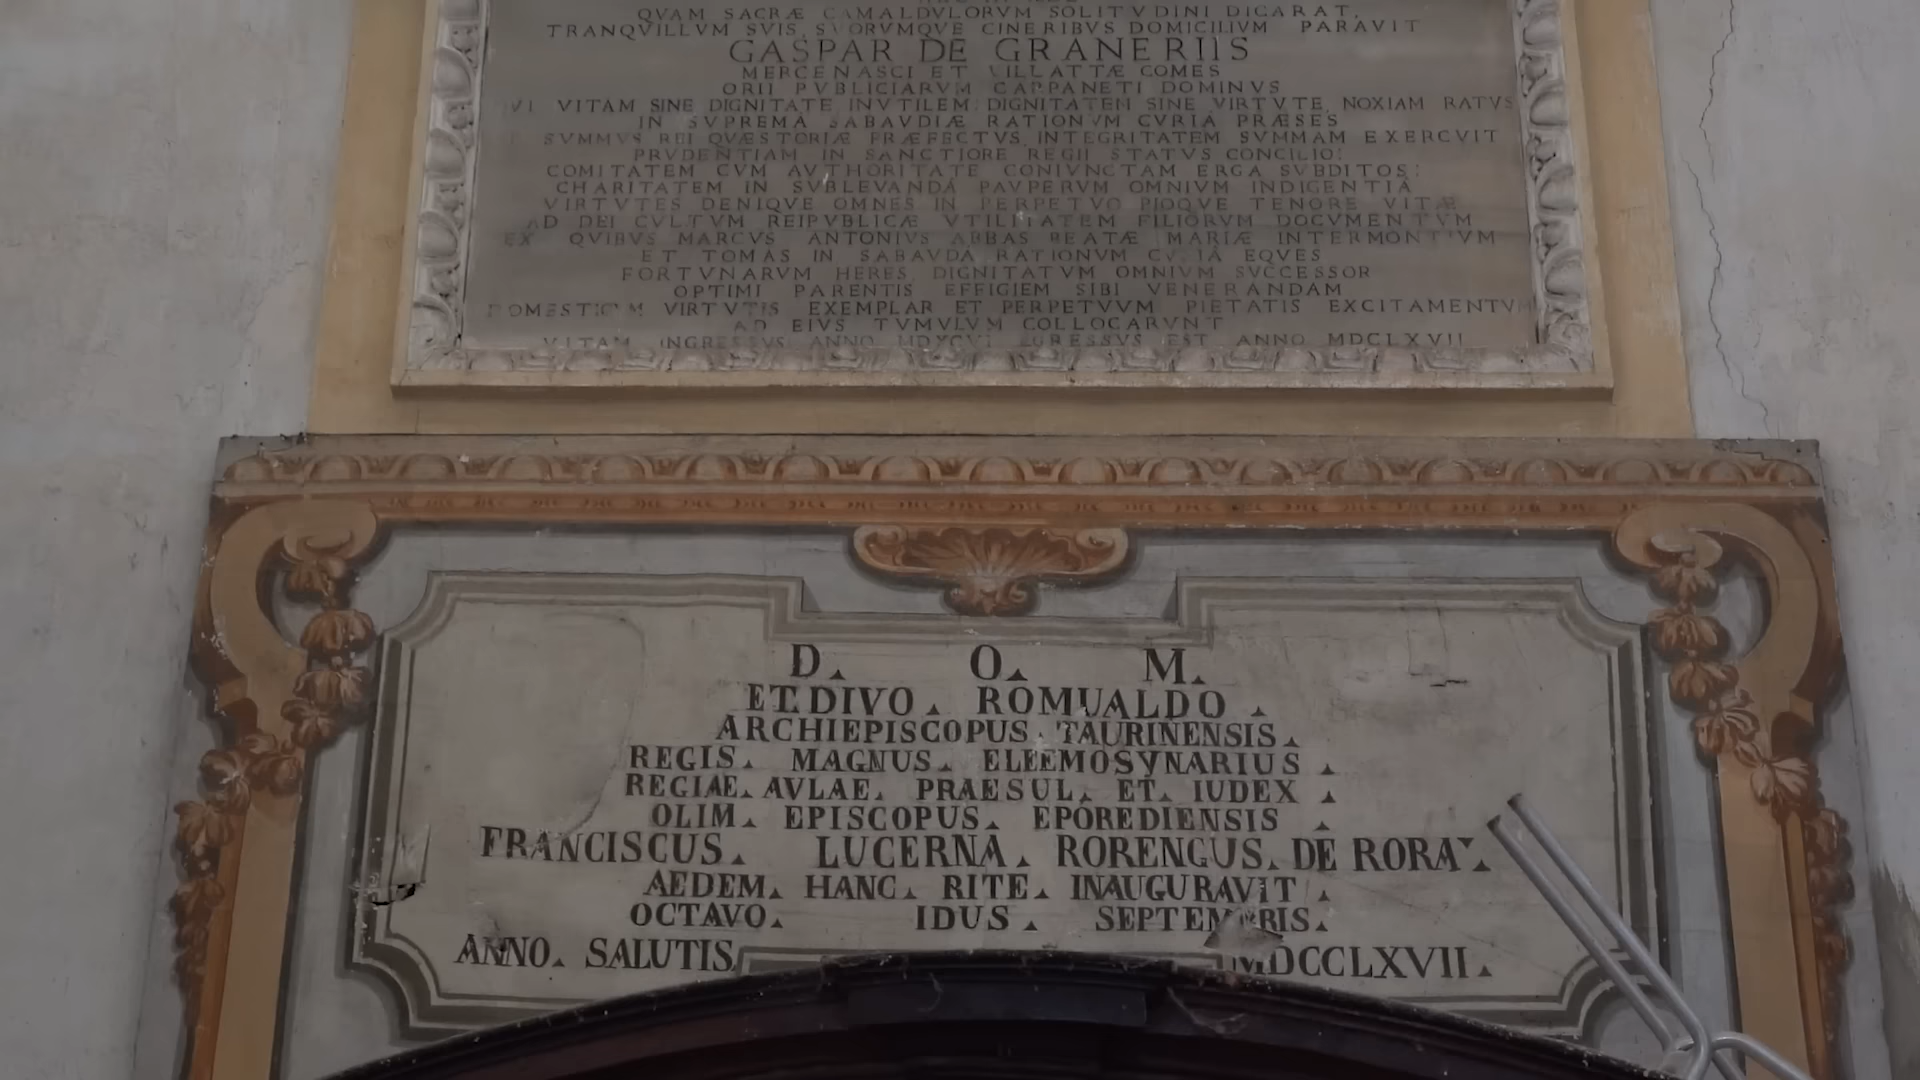 QVAM SACRÆ CAMALDVLORVM SOLITVDINI DICARAT,
TRANQVILLVM SVIS, SVORVMQVE CINERIBVS DOMICILIVM PARAVIT
GASPAR DE GRANERIIS
MERCENASCI ET VILLATTÆ COMES
ORII PVBLICIARVM CARPANETI DOMINVS
VITAM SINE DIGNITATE INVTILEM; DIGNITATEM SINE VIRTVTE NOXIAM RATVS
IN SVPREMA SABAVDIÆ RATIONVM CVRIA PRÆSES
SVMMVS REI QVÆSTORIÆ PRÆFECTVS INTEGRITATEM SVMMAM EXERCVIT
PRVDENTIAM IN SANCTIORE REGII STATVS CONCILIO:
COMITATEM CVM AVTHORITATE CONIVNCTAM ERGA SVBDITOS:
CHARITATEM IN SVBLEVANDA PAVPERVM OMNIVM INDIGENTIA
VIRTVTES DENIQVE OMNES IN PERPETVO PIOQVE TENORE VITÆ
AD DEI CVLTVM REIPVBLICÆ VTILITATEM FILIORVM DOCVMENTVM
EX QVIBVS MARCVS ANTONIVS ABBAS BEATÆ MARIÆ INTERMONTIVM
ET TOMAS IN SABAVDA RATIONVM CVRIA EQVES
FORTVNARVM HERES DIGNITATVM OMNIVM SVCCESSOR
OPTIMI PARENTIS EFFIGIEM SIBI VENERANDAM
DOMESTICVM VIRTVTIS EXEMPLAR ET PERPETVVM PIETATIS EXCITAMENTVM
AD EIVS TVMVLVM COLLOCARVNT
VITAM INGRESSVS ANNO EGRESSVS EST ANNO MDCLXVII
D. O. M.
ET. DIVO. ROMUALDO.
ARCHIEPISCOPUS. TAURINENSIS.
REGIS. MAGNUS. ELEEMOSYNARIUS.
REGIAE. AVLAE. PRAESUL. ET. IUDEX.
OLIM. EPISCOPUS. EPOREDIENSIS.
FRANCISCUS. LUCERNA. RORENGUS. DE RORA'.
AEDEM. HANC. RITE. INAUGURAVIT.
OCTAVO. IDUS. SEPTEMBRIS.
ANNO. SALUTIS. MDCCLXVII.